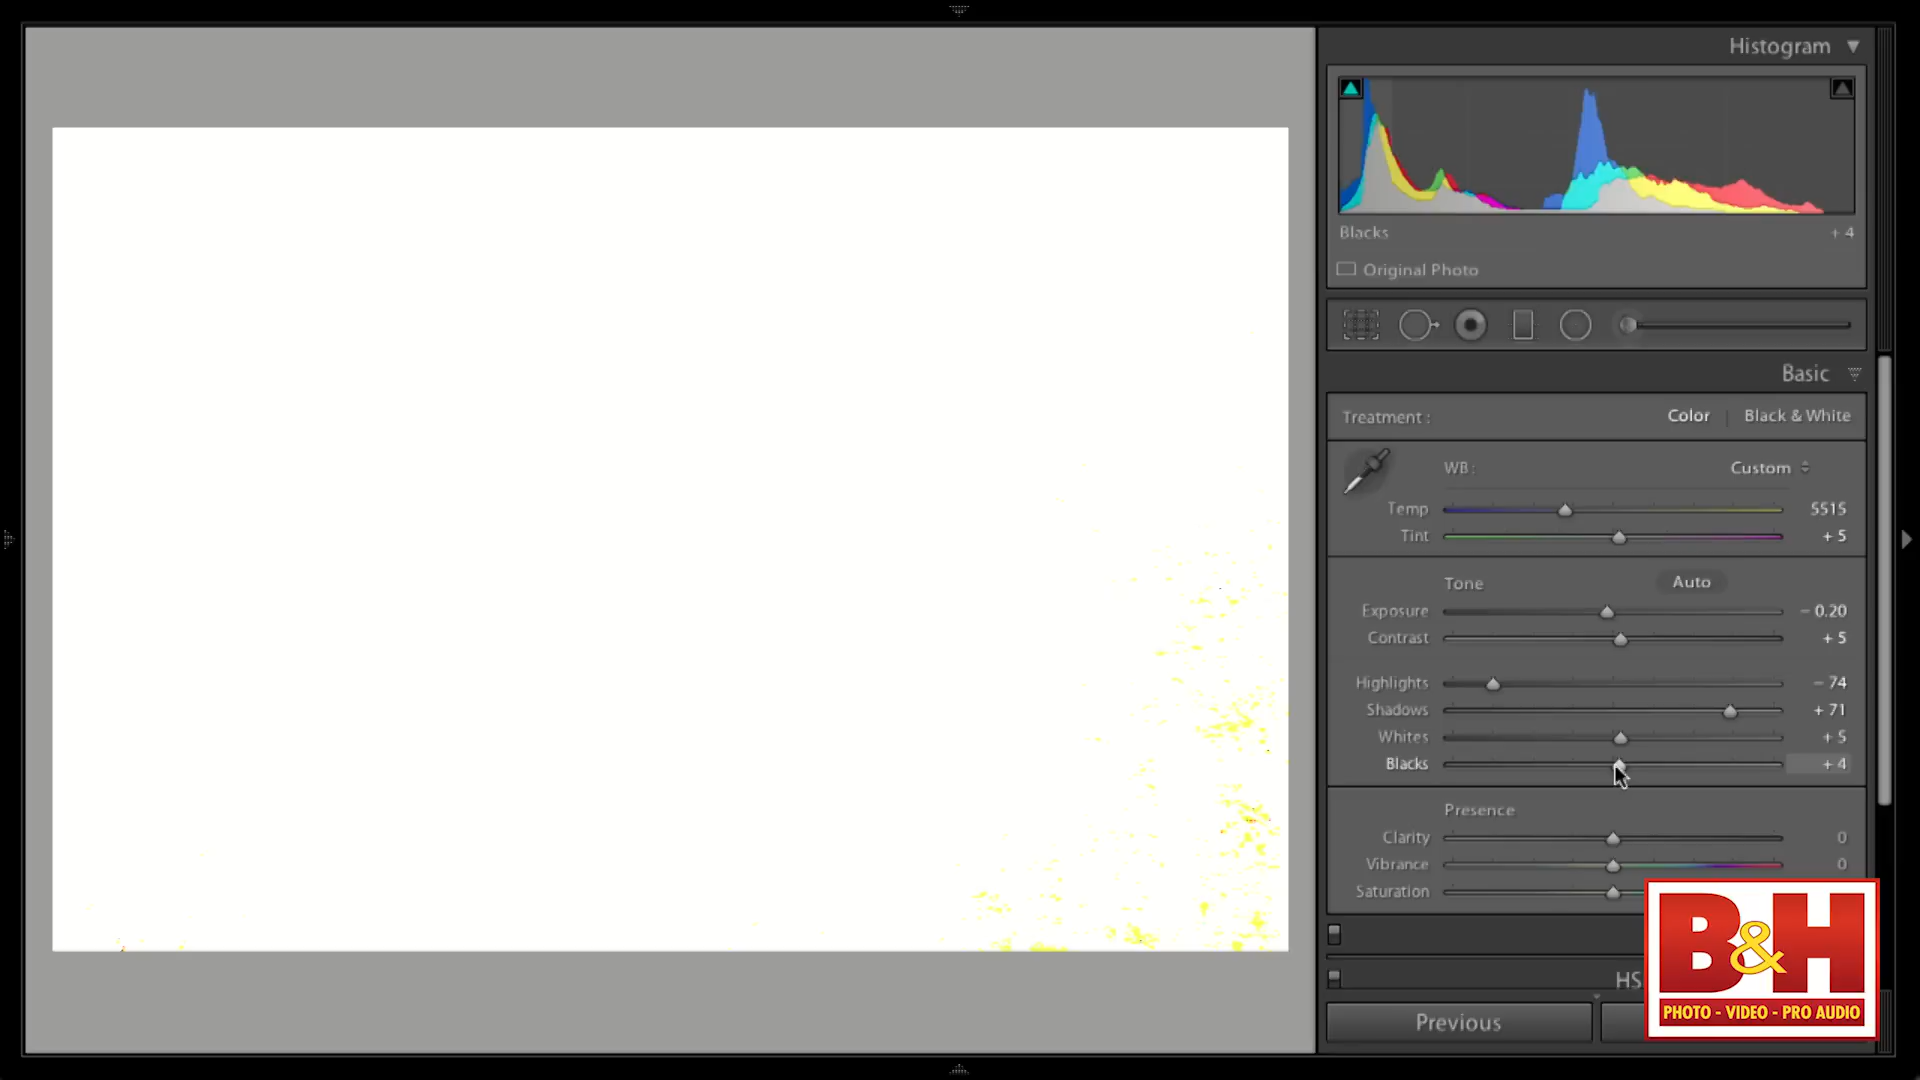 Histogram
Blacks + 4
Original Photo
Basic
Treatment : Color | Black & White
WB : Custom
Temp 5515
Tint + 5
Tone Auto
Exposure − 0.20
Contrast + 5
Highlights − 74
Shadows + 71
Whites + 5
Blacks + 4
Presence
Clarity 0
Vibrance 0
Saturation
HS
Previous
B&H
PHOTO - VIDEO - PRO AUDIO